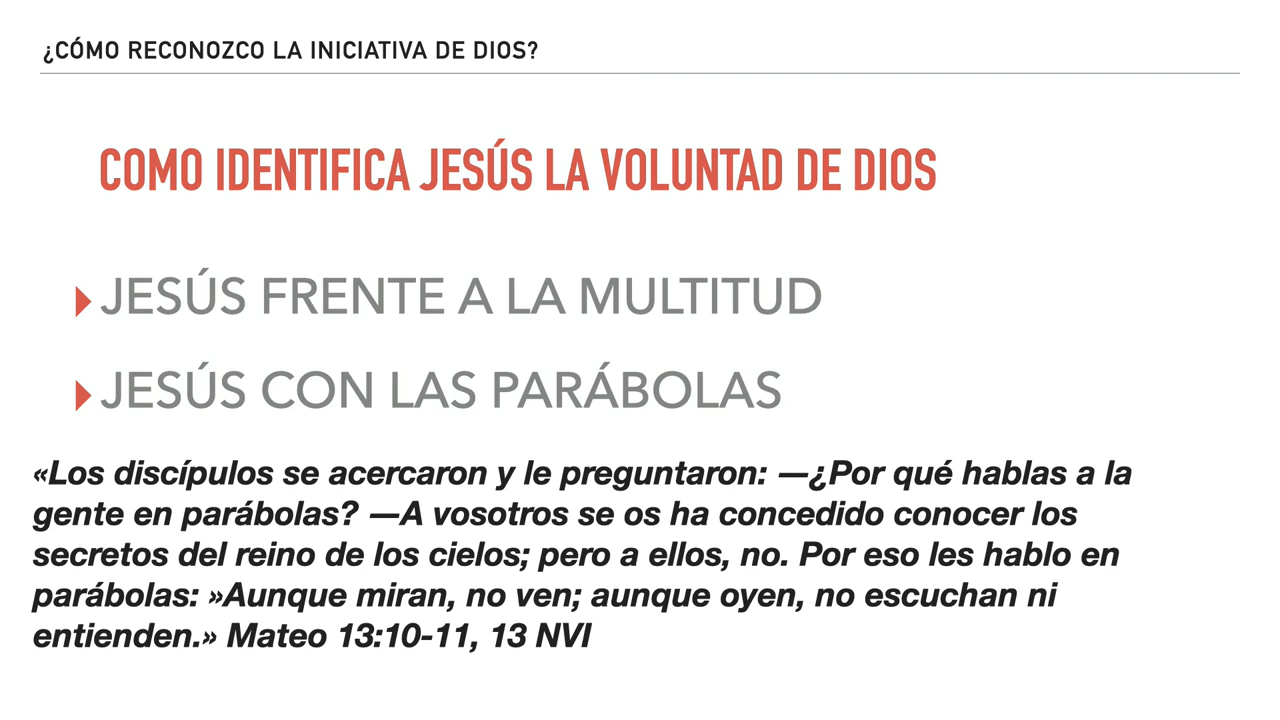 ¿CÓMO RECONOZCO LA INICIATIVA DE DIOS?
COMO IDENTIFICA JESÚS LA VOLUNTAD DE DIOS
JESÚS FRENTE A LA MULTITUD
JESÚS CON LAS PARÁBOLAS
«Los discípulos se acercaron y le preguntaron: —¿Por qué hablas a la
gente en parábolas? —A vosotros se os ha concedido conocer los
secretos del reino de los cielos; pero a ellos, no. Por eso les hablo en
parábolas: »Aunque miran, no ven; aunque oyen, no escuchan ni
entienden.» Mateo 13:10-11, 13 NVI